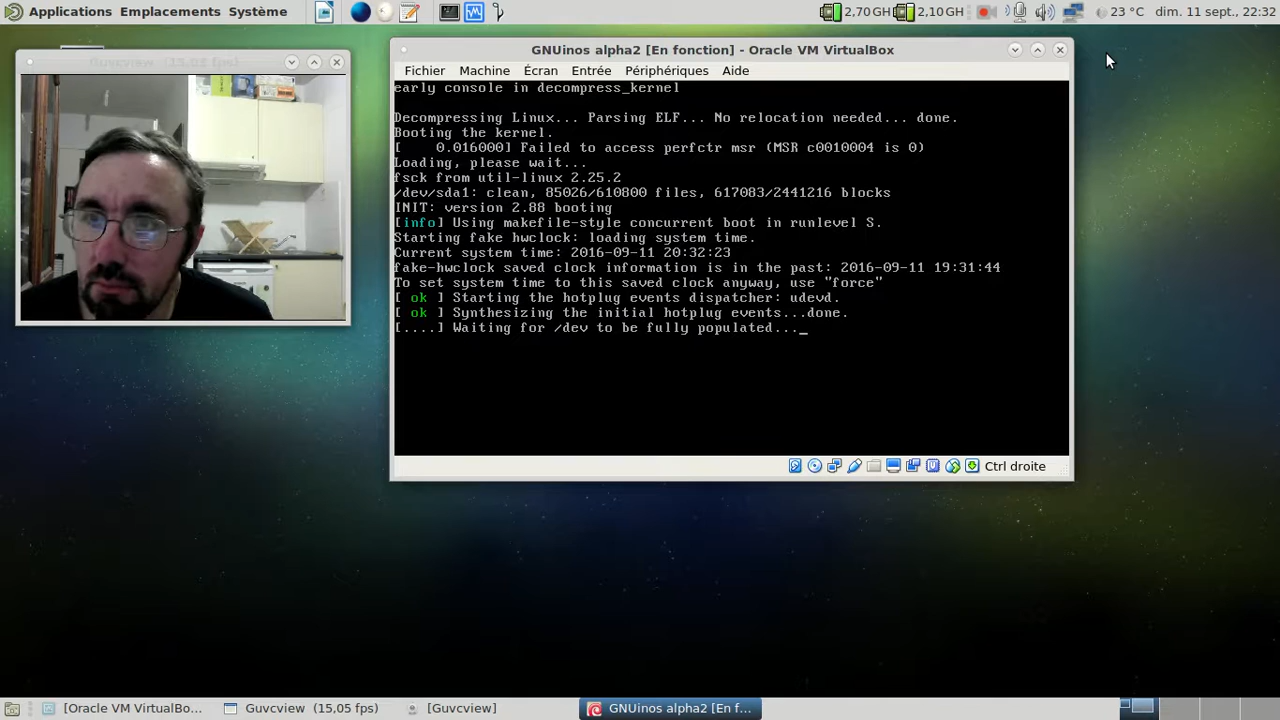 Applications Emplacements Système
2,70 GH 2,10 GH 23 °C dim. 11 sept., 22:32
Guvcview (15,05 fps)
GNUinos alpha2 [En fonction] - Oracle VM VirtualBox
Fichier Machine Écran Entrée Périphériques Aide
early console in decompress_kernel
Decompressing Linux... Parsing ELF... No relocation needed... done.
Booting the kernel.
[    0.016000] Failed to access perfctr msr (MSR c0010004 is 0)
Loading, please wait...
fsck from util-linux 2.25.2
/dev/sda1: clean, 85026/610800 files, 617083/2441216 blocks
INIT: version 2.88 booting
[info] Using makefile-style concurrent boot in runlevel S.
Starting fake hwclock: loading system time.
Current system time: 2016-09-11 20:32:23
fake-hwclock saved clock information is in the past: 2016-09-11 19:31:44
To set system time to this saved clock anyway, use "force"
[ ok ] Starting the hotplug events dispatcher: udevd.
[ ok ] Synthesizing the initial hotplug events...done.
[....] Waiting for /dev to be fully populated..._
Ctrl droite
[Oracle VM VirtualBo... Guvcview (15,05 fps) [Guvcview] GNUinos alpha2 [En f...